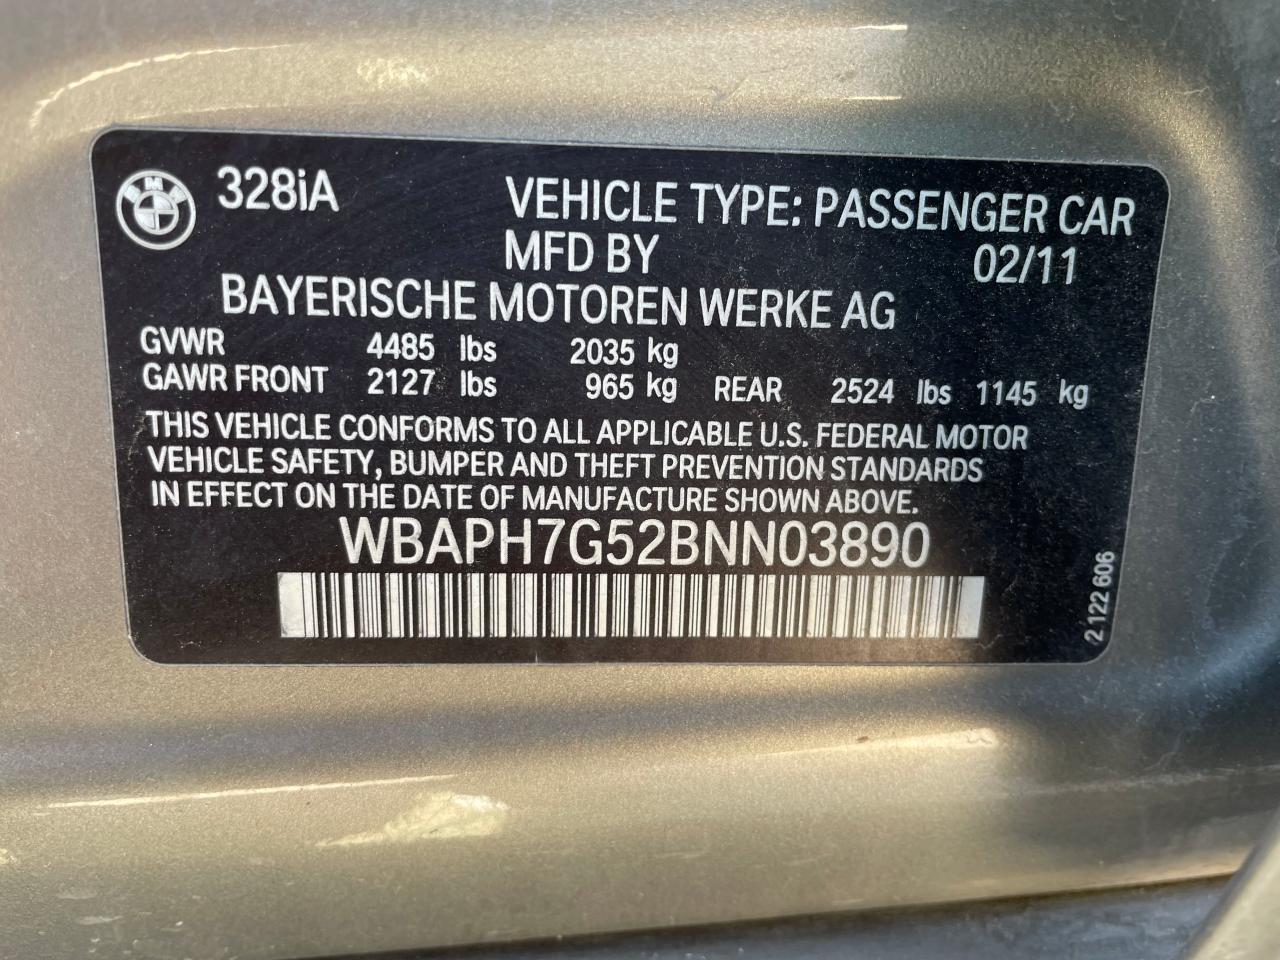 BMW 328iA
VEHICLE TYPE: PASSENGER CAR
MFD BY 02/11
BAYERISCHE MOTOREN WERKE AG
GVWR 4485 lbs 2035 kg
GAWR FRONT 2127 lbs 965 kg REAR 2524 lbs 1145 kg
THIS VEHICLE CONFORMS TO ALL APPLICABLE U.S. FEDERAL MOTOR
VEHICLE SAFETY, BUMPER AND THEFT PREVENTION STANDARDS
IN EFFECT ON THE DATE OF MANUFACTURE SHOWN ABOVE.
WBAPH7G52BNN03890
2 122 606